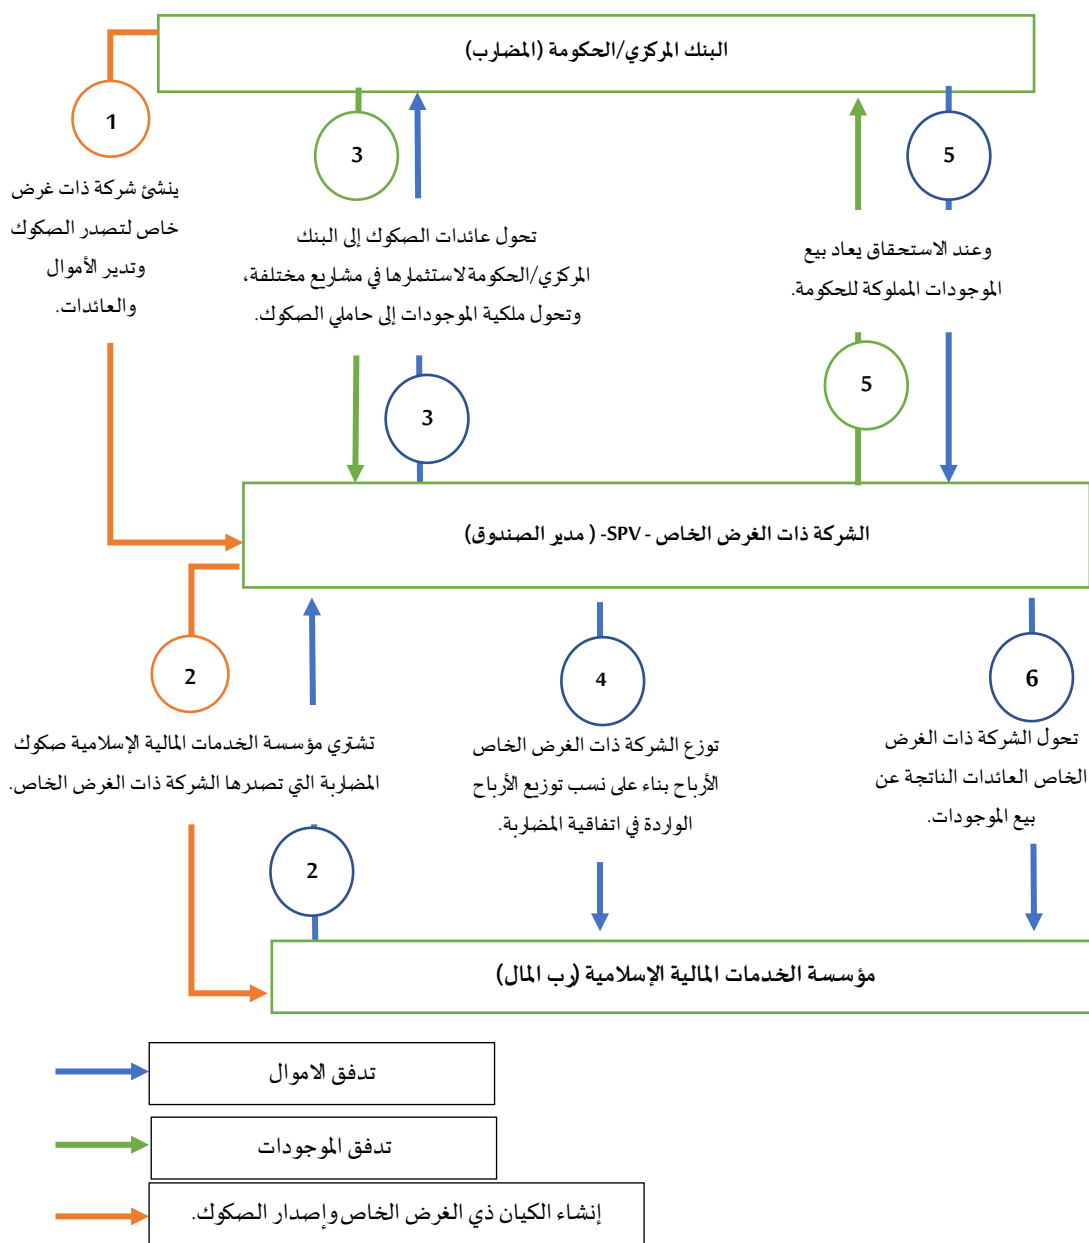 البنك المركزي/الحكومة (المضارب)
1
3
5
ينشئ شركة ذات غرض
خاص لتصدر الصكوك
وتدير الأموال
والعائدات.
تحول عائدات الصكوك إلى البنك
المركزي/الحكومة لاستثمارها في مشاريع مختلفة،
وتحول ملكية الموجودات إلى حاملي الصكوك.
وعند الاستحقاق يعاد بيع
الموجودات المملوكة للحكومة.
3
5
الشركة ذات الغرض الخاص - SPV- ( مدير الصندوق)
2
4
6
تشتري مؤسسة الخدمات المالية الإسلامية صكوك
المضاربة التي تصدرها الشركة ذات الغرض الخاص.
توزع الشركة ذات الغرض الخاص
الأرباح بناء على نسب توزيع الأرباح
الواردة في اتفاقية المضاربة.
تحول الشركة ذات الغرض
الخاص العائدات الناتجة عن
بيع الموجودات.
2
مؤسسة الخدمات المالية الإسلامية (رب المال)
تدفق الاموال
تدفق الموجودات
إنشاء الكيان ذي الغرض الخاص وإصدار الصكوك.